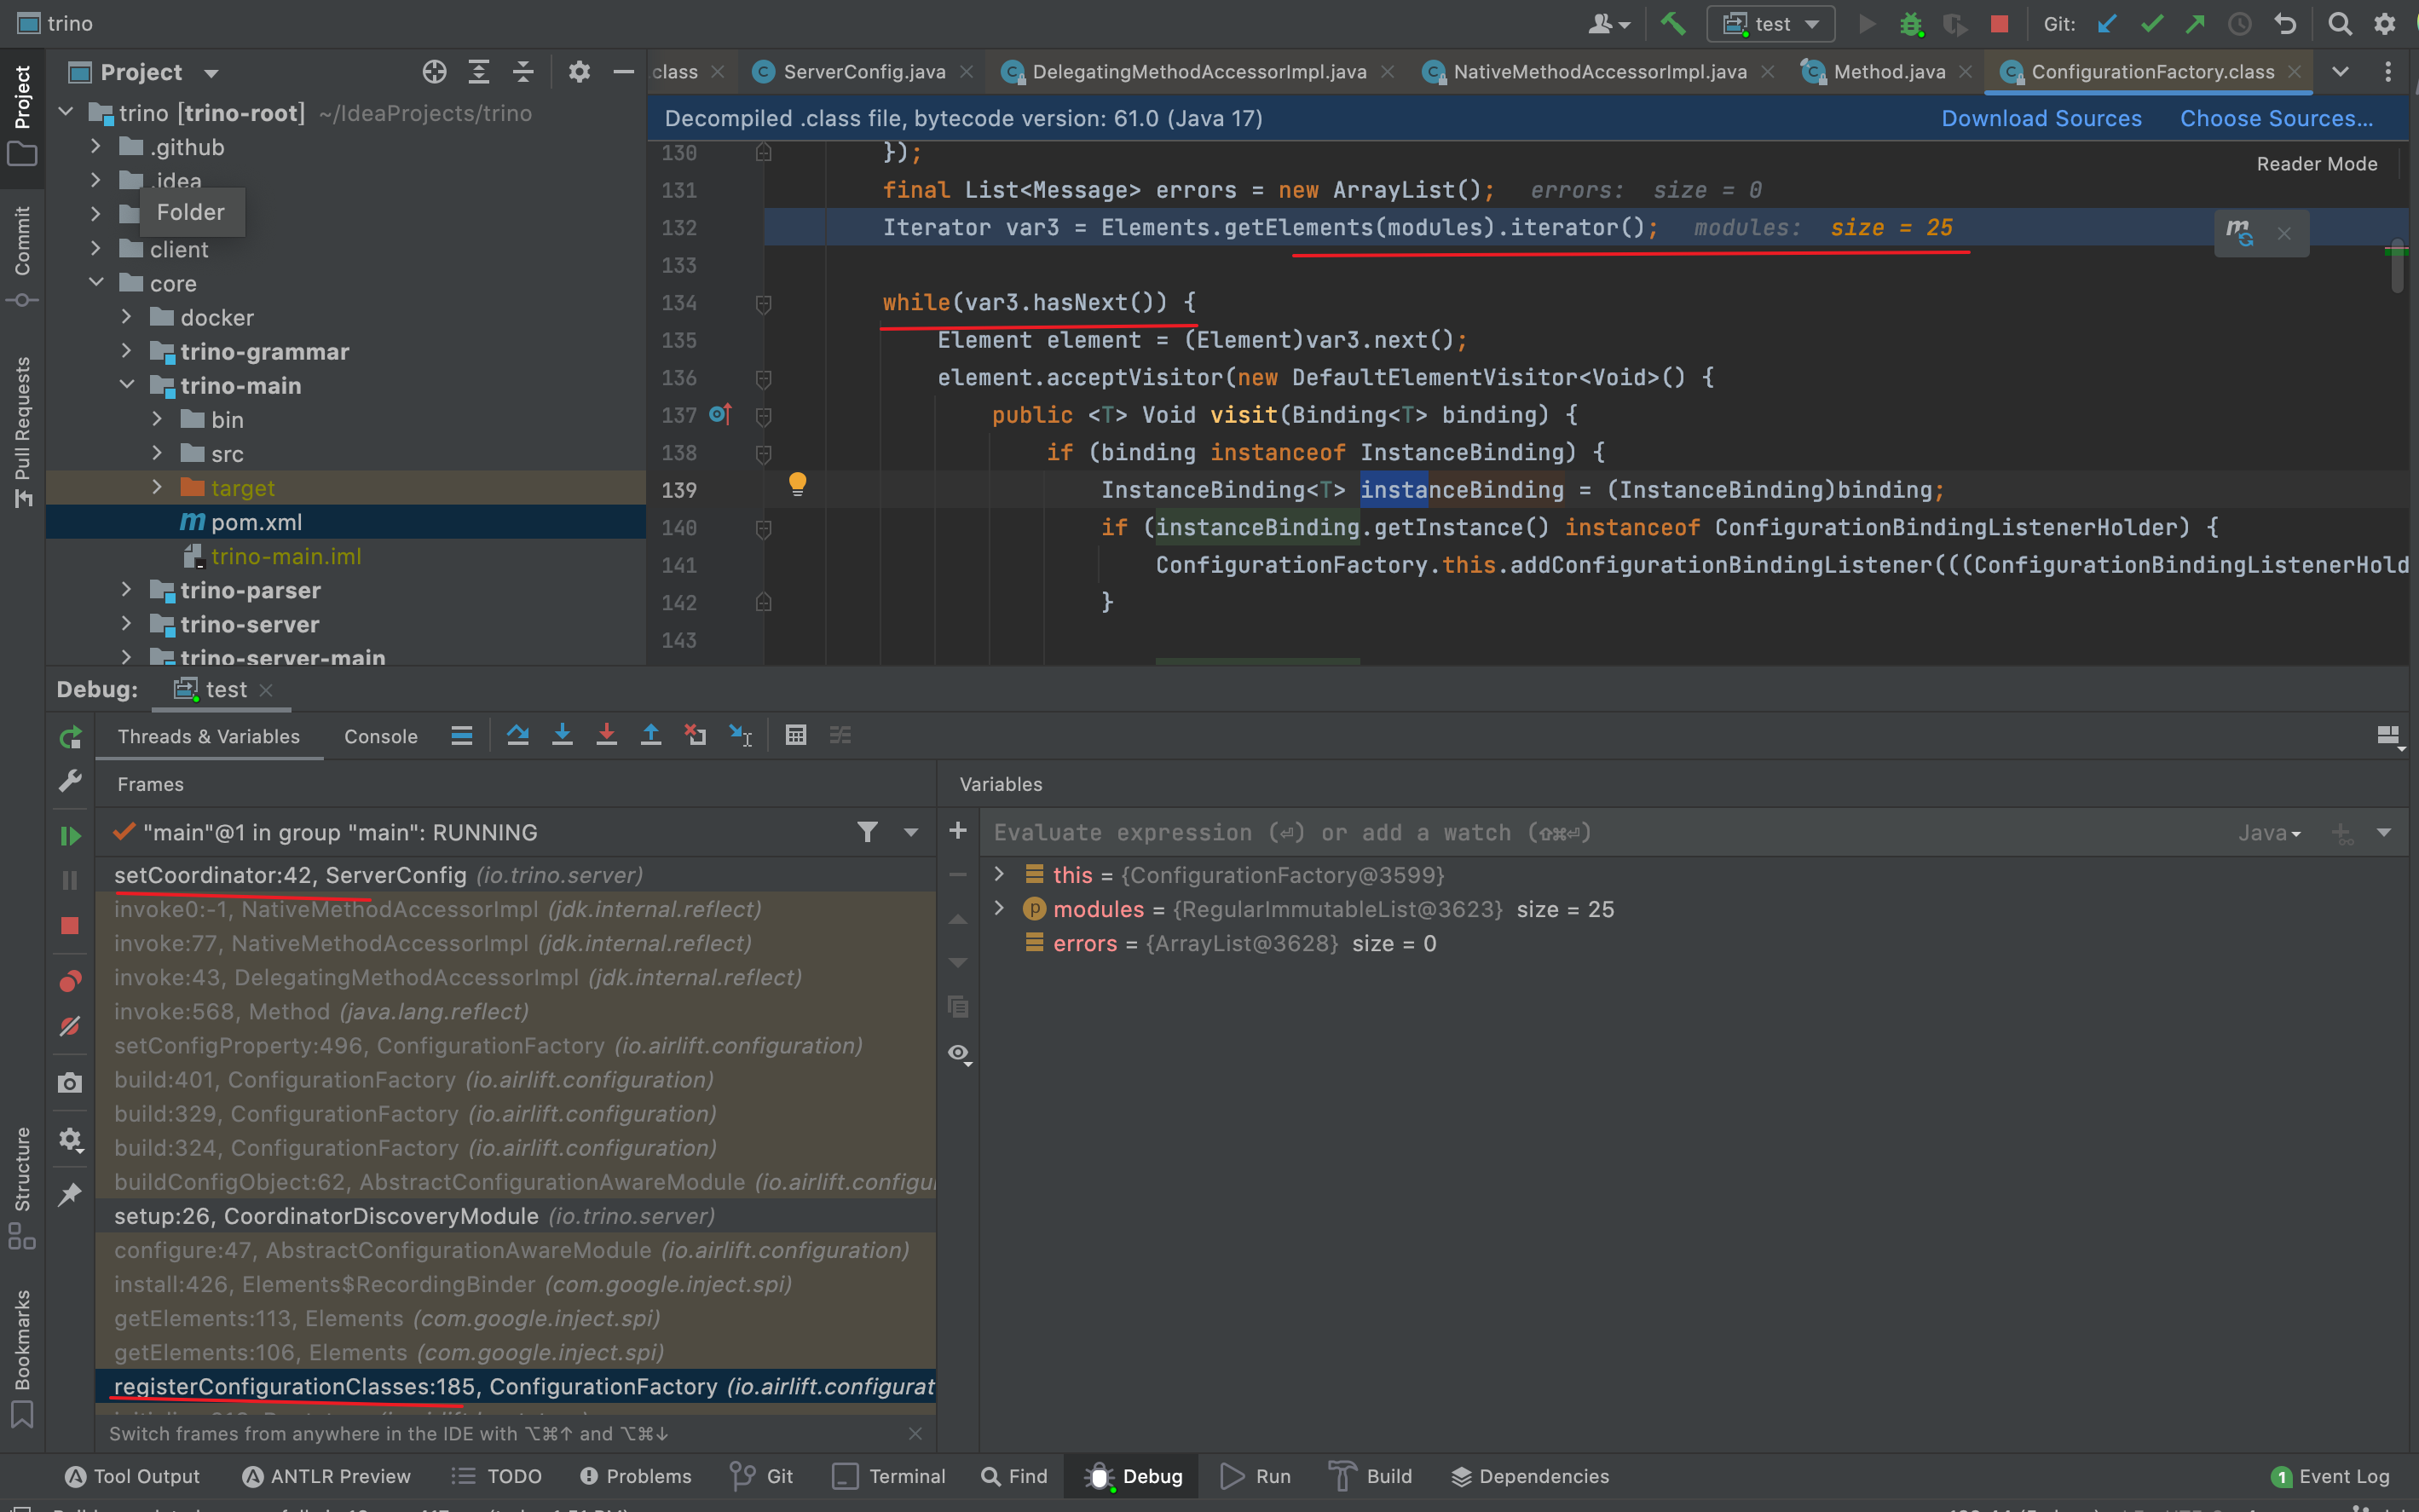 trino
test
Git:
Project
class
ServerConfig.java
DelegatingMethodAccessorImpl.java
NativeMethodAccessorImpl.java
Method.java
ConfigurationFactory.class
Project
Commit
Pull Requests
Structure
Bookmarks
trino [trino-root] ~/IdeaProjects/trino
.github
.idea
Folder
client
core
docker
trino-grammar
trino-main
bin
src
target
pom.xml
trino-main.iml
trino-parser
trino-server
trino-server-main
Decompiled .class file, bytecode version: 61.0 (Java 17)
Download Sources
Choose Sources...
Reader Mode
130 });
131 final List<Message> errors = new ArrayList(); errors: size = 0
132 Iterator var3 = Elements.getElements(modules).iterator(); modules: size = 25
133
134 while(var3.hasNext()) {
135 Element element = (Element)var3.next();
136 element.acceptVisitor(new DefaultElementVisitor<Void>() {
137 public <T> Void visit(Binding<T> binding) {
138 if (binding instanceof InstanceBinding) {
139 InstanceBinding<T> instanceBinding = (InstanceBinding)binding;
140 if (instanceBinding.getInstance() instanceof ConfigurationBindingListenerHolder) {
141 ConfigurationFactory.this.addConfigurationBindingListener(((ConfigurationBindingListenerHold
142 }
143
Debug:
test
Threads & Variables
Console
Frames
Variables
"main"@1 in group "main": RUNNING
Evaluate expression (⏎) or add a watch (⇧⌘⏎)
Java
setCoordinator:42, ServerConfig (io.trino.server)
invoke0:-1, NativeMethodAccessorImpl (jdk.internal.reflect)
invoke:77, NativeMethodAccessorImpl (jdk.internal.reflect)
invoke:43, DelegatingMethodAccessorImpl (jdk.internal.reflect)
invoke:568, Method (java.lang.reflect)
setConfigProperty:496, ConfigurationFactory (io.airlift.configuration)
build:401, ConfigurationFactory (io.airlift.configuration)
build:329, ConfigurationFactory (io.airlift.configuration)
build:324, ConfigurationFactory (io.airlift.configuration)
buildConfigObject:62, AbstractConfigurationAwareModule (io.airlift.configu
setup:26, CoordinatorDiscoveryModule (io.trino.server)
configure:47, AbstractConfigurationAwareModule (io.airlift.configuration)
install:426, Elements$RecordingBinder (com.google.inject.spi)
getElements:113, Elements (com.google.inject.spi)
getElements:106, Elements (com.google.inject.spi)
registerConfigurationClasses:185, ConfigurationFactory (io.airlift.configurat
this = {ConfigurationFactory@3599}
modules = {RegularImmutableList@3623} size = 25
errors = {ArrayList@3628} size = 0
Switch frames from anywhere in the IDE with ⌥⌘↑ and ⌥⌘↓
Tool Output
ANTLR Preview
TODO
Problems
Git
Terminal
Find
Debug
Run
Build
Dependencies
1 Event Log